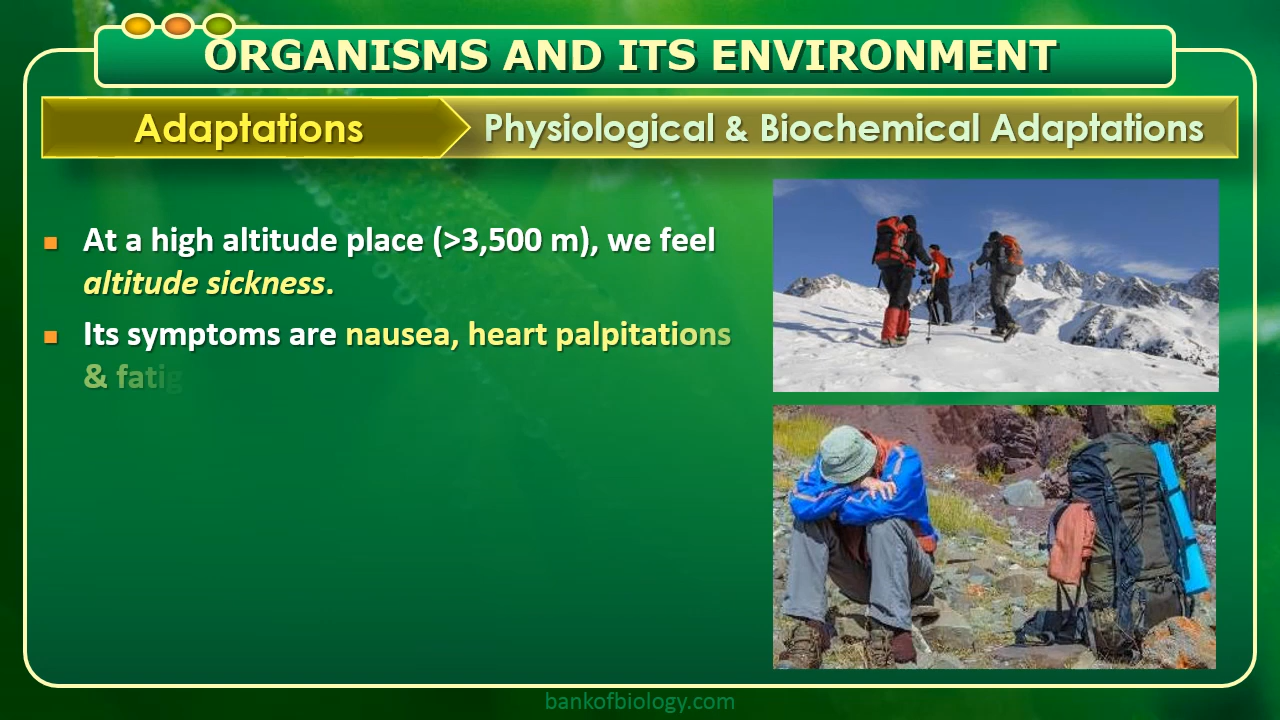 ORGANISMS AND ITS ENVIRONMENT
Adaptations
Physiological & Biochemical Adaptations
At a high altitude place (>3,500 m), we feel
altitude sickness.
Its symptoms are nausea, heart palpitations
& fatig
bankofbiology.com